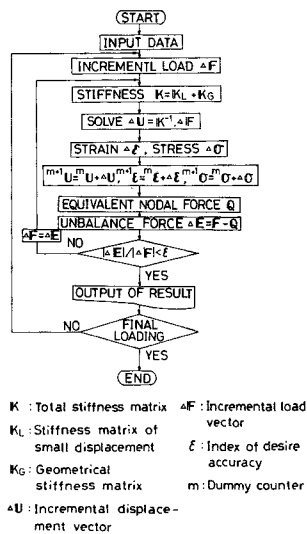 START
INPUT DATA
INCREMENTL LOAD ΔF
STIFFNESS K=KL+KG
SOLVE ΔU=K⁻¹·ΔF
STRAIN Δε, STRESS Δσ
ᵐ⁺¹U=ᵐU+ΔU, ᵐ⁺¹ε=ᵐε+Δε, ᵐ⁺¹σ=ᵐσ+Δσ
EQUIVALENT NODAL FORCE Q
UNBALANCE FORCE ΔE=F-Q
ΔF=ΔE
NO
|ΔE|/|ΔF|<ε
YES
OUTPUT OF RESULT
NO
FINAL
LOADING
YES
END
K : Total stiffness matrix
KL : Stiffness matrix of
small displacement
KG : Geometrical
stiffness matrix
ΔU : Incremental displace-
ment vector
ΔF : Incremental load
vector
ε : Index of desire
accuracy
m : Dummy counter